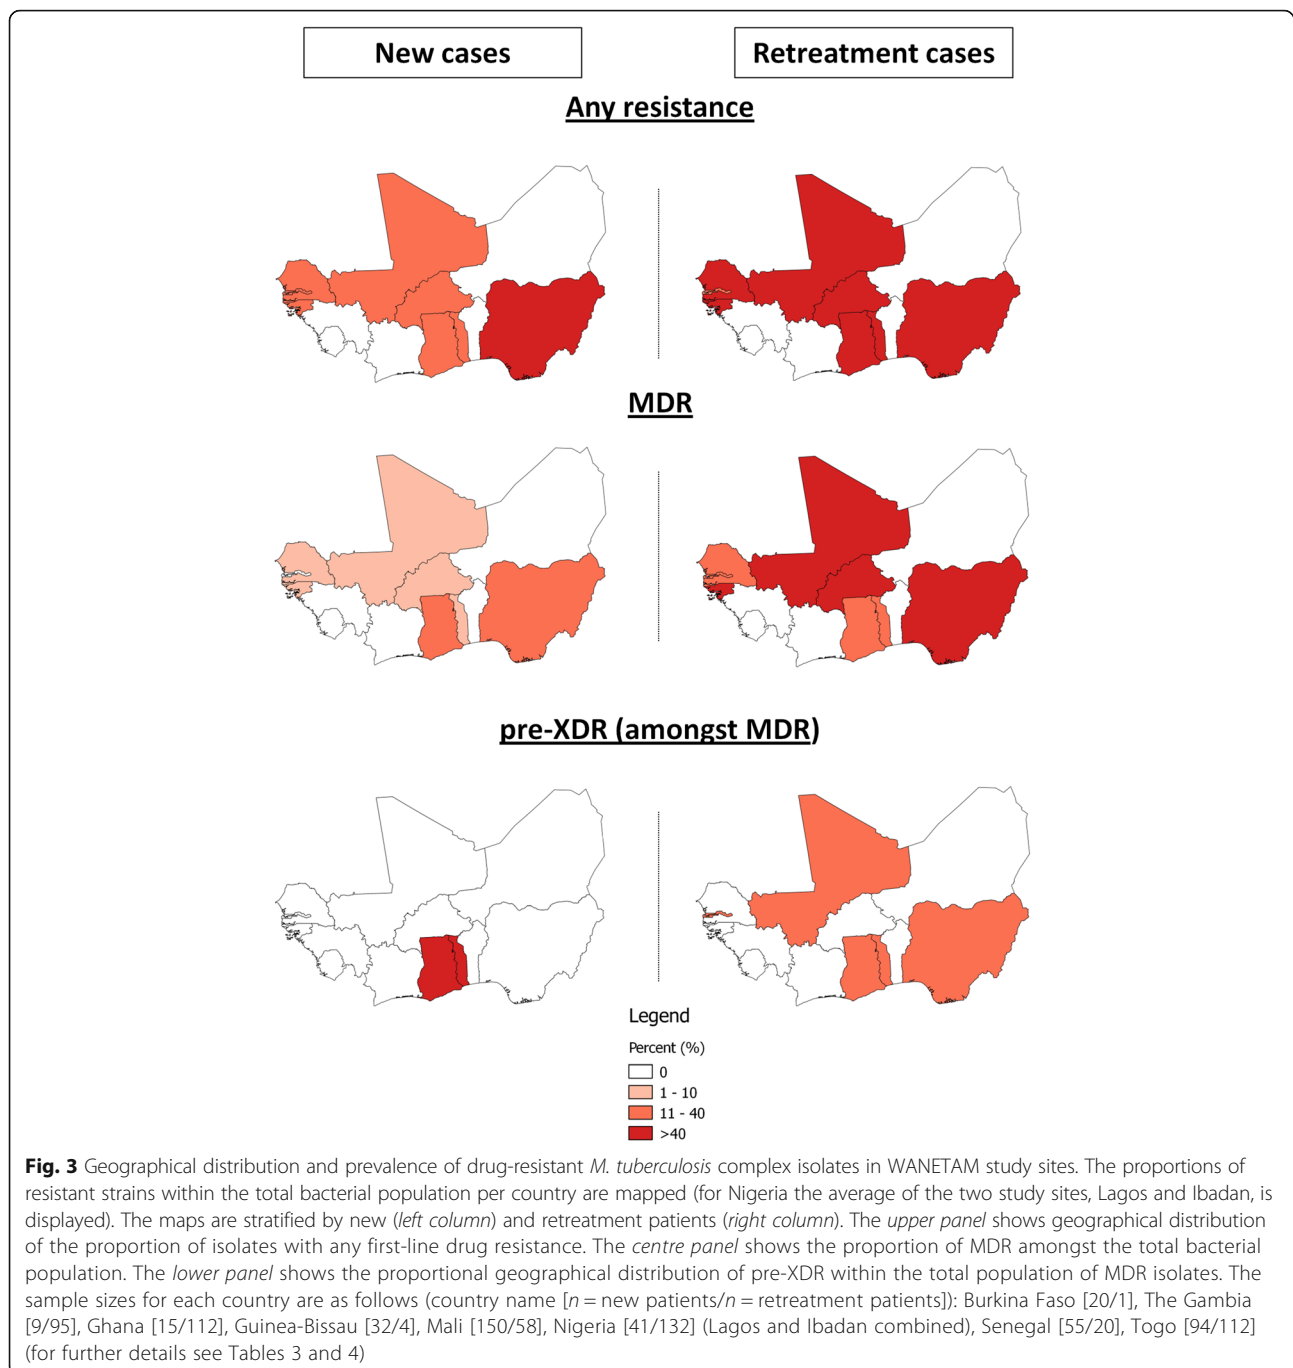 New cases
Retreatment cases
Any resistance
MDR
pre-XDR (amongst MDR)
Legend
Percent (%)
0
1 - 10
11 - 40
>40
Fig. 3 Geographical distribution and prevalence of drug-resistant M. tuberculosis complex isolates in WANETAM study sites. The proportions of
resistant strains within the total bacterial population per country are mapped (for Nigeria the average of the two study sites, Lagos and Ibadan, is
displayed). The maps are stratified by new (left column) and retreatment patients (right column). The upper panel shows geographical distribution
of the proportion of isolates with any first-line drug resistance. The centre panel shows the proportion of MDR amongst the total bacterial
population. The lower panel shows the proportional geographical distribution of pre-XDR within the total population of MDR isolates. The
sample sizes for each country are as follows (country name [n = new patients/n = retreatment patients]): Burkina Faso [20/1], The Gambia
[9/95], Ghana [15/112], Guinea-Bissau [32/4], Mali [150/58], Nigeria [41/132] (Lagos and Ibadan combined), Senegal [55/20], Togo [94/112]
(for further details see Tables 3 and 4)